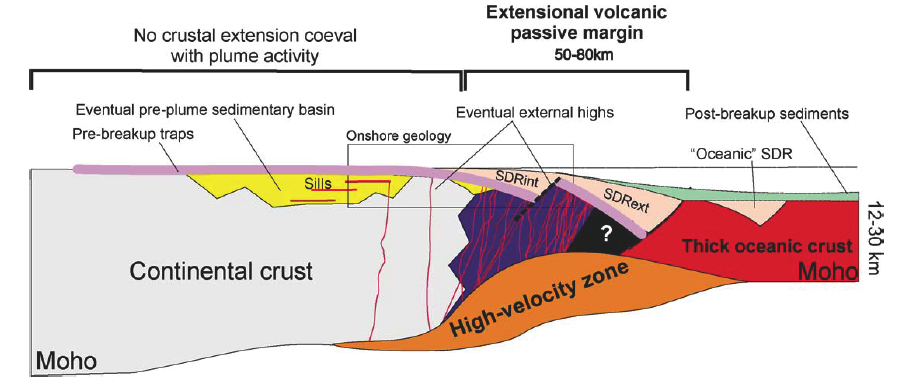 No crustal extension coeval
with plume activity
Extensional volcanic
passive margin
50-80km
Eventual pre-plume sedimentary basin
Pre-breakup traps
Onshore geology
Eventual external highs
Post-breakup sediments
"Oceanic" SDR
Sills
SDRint
SDRext
?
Continental crust
High-velocity zone
Thick oceanic crust
Moho
12-30 km
Moho